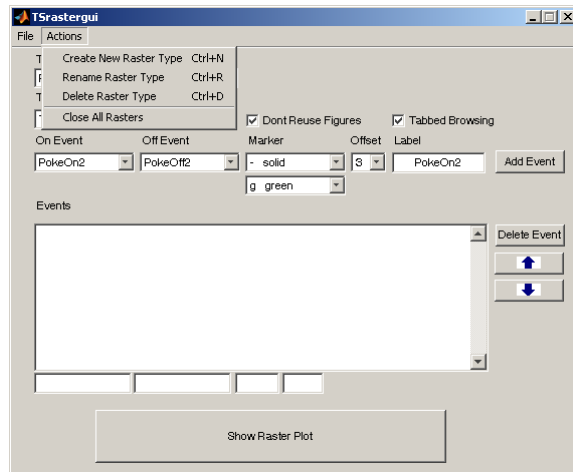 TSrastergui
File Actions
Create New Raster Type Ctrl+N
Rename Raster Type Ctrl+R
Delete Raster Type Ctrl+D
Close All Rasters
Dont Reuse Figures Tabbed Browsing
On Event Off Event Marker Offset Label
PokeOn2 PokeOff2 - solid 3 PokeOn2 Add Event
g green
Events
Delete Event
Show Raster Plot